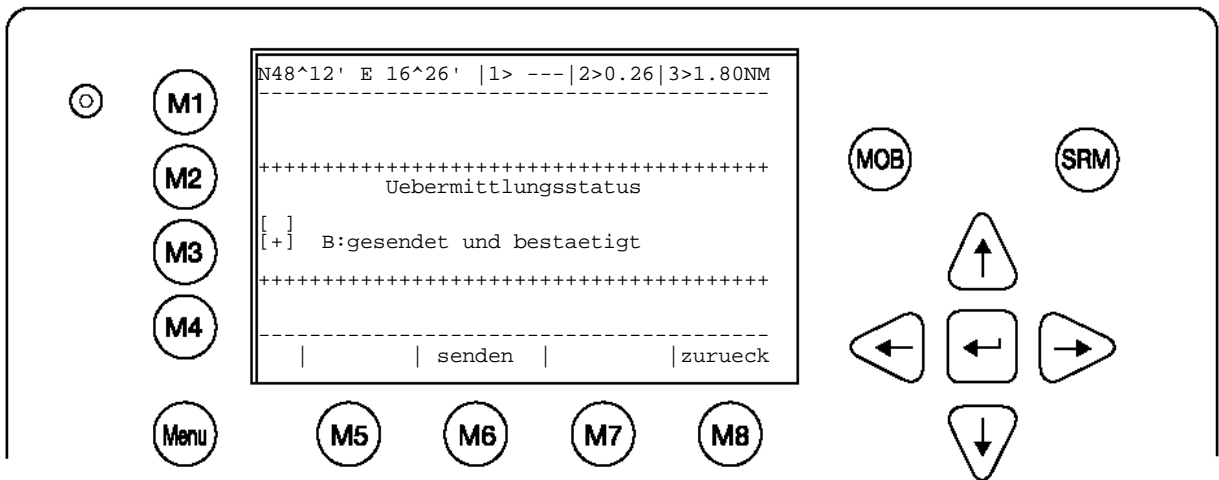 N48^12' E 16^26' |1> ---|2>0.26|3>1.80NM
----------------------------------------
++++++++++++++++++++++++++++++++++++++++
Uebermittlungsstatus
[ ]
[+] B:gesendet und bestaetigt
++++++++++++++++++++++++++++++++++++++++
----------------------------------------
| | senden | |zurueck
M1
M2
M3
M4
Menu
M5
M6
M7
M8
MOB
SRM